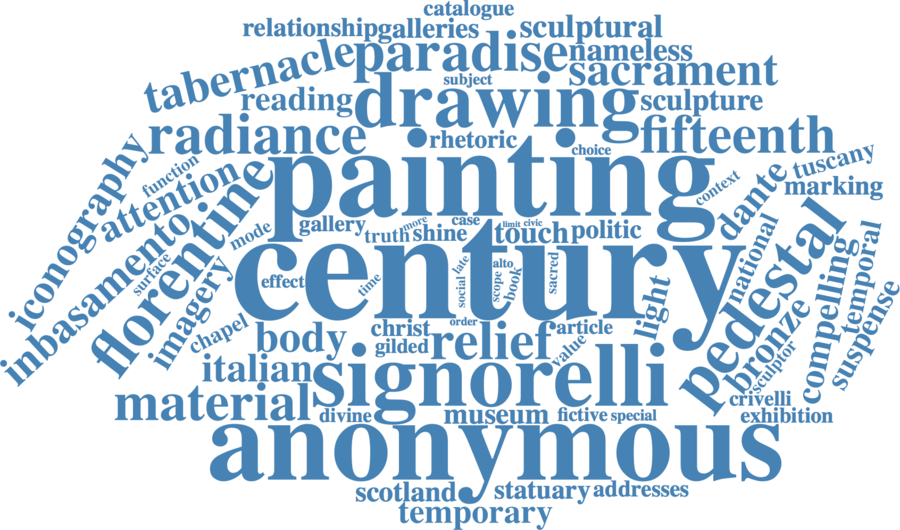 catalogue
relationship galleries sculptural
tabernacle paradise nameless
subject sacrament
reading drawing sculpture
radiance rhetoric fifteenth
choice
iconography function painting context tuscany
attention dante marking
inbasamento florentine mode gallery more case limit civic
truth shine touch politic national pedestal
surface century
imagery effect time social late scope alto book sacred light compelling temporal
chapel body christ order article bronze suspense
gilded relief value sculptor
italian signorelli crivelli
material divine museum fictive special exhibition
anonymous
scotland statuary addresses
temporary